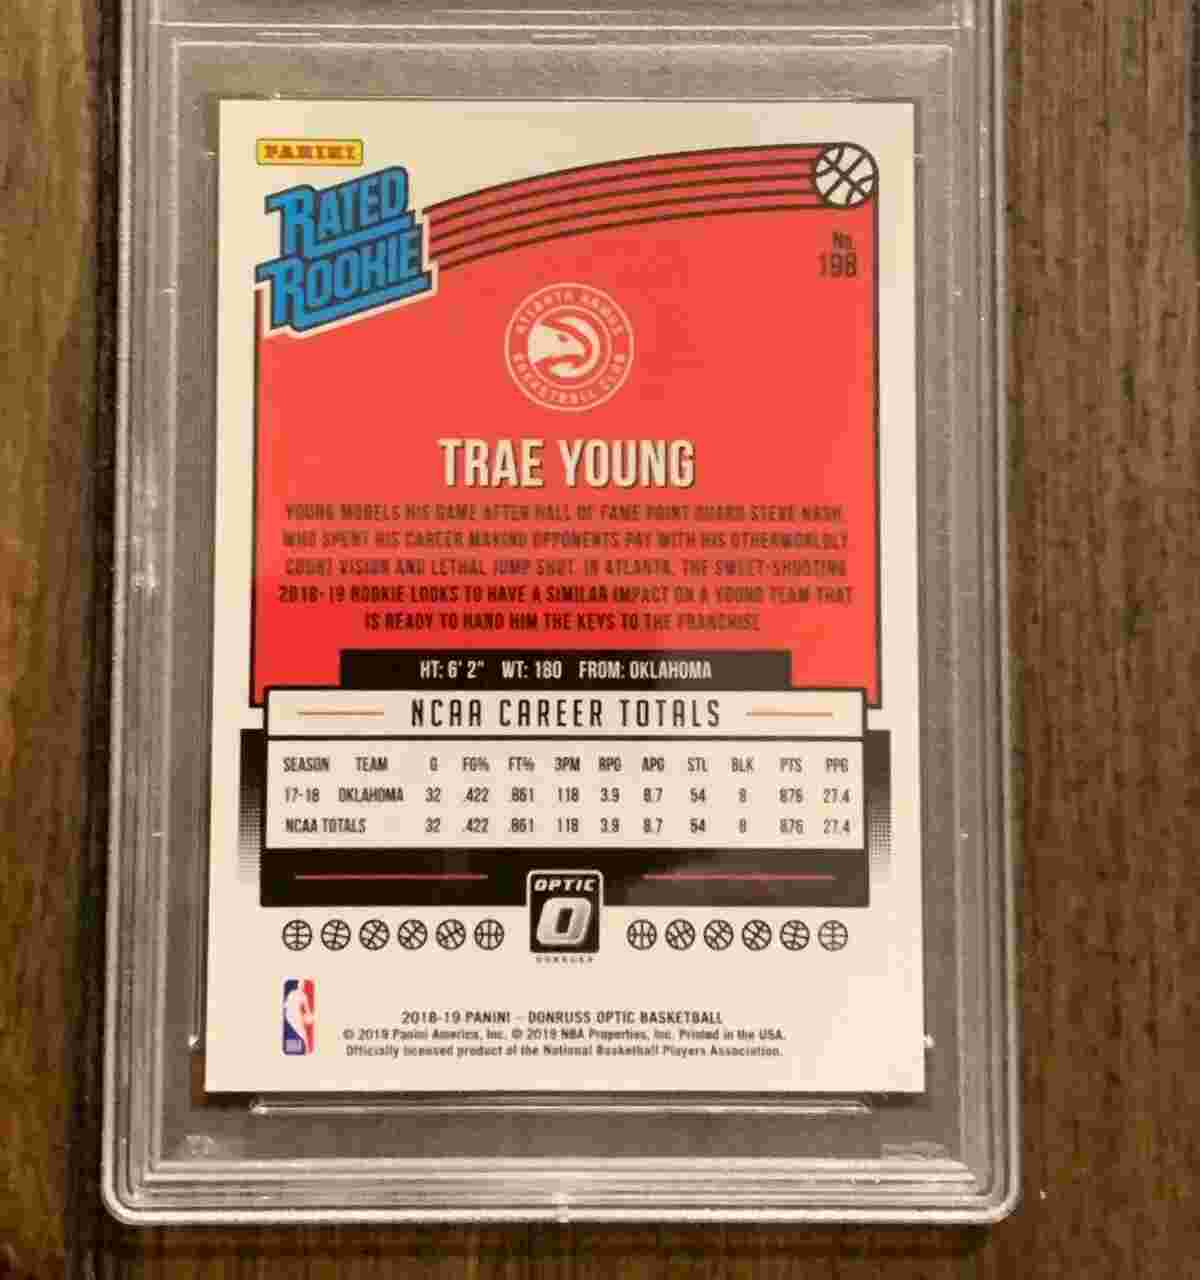 PANINI
RATED
ROOKIE
No.
198
ATLANTA HAWKS
BASKETBALL CLUB
TRAE YOUNG
YOUNG MODELS HIS GAME AFTER HALL OF FAME POINT GUARD STEVE NASH,
WHO SPENT HIS CAREER MAKING OPPONENTS PAY WITH HIS OTHERWORLDLY
COURT VISION AND LETHAL JUMP SHOT. IN ATLANTA, THE SWEET-SHOOTING
2018-19 ROOKIE LOOKS TO HAVE A SIMILAR IMPACT ON A YOUNG TEAM THAT
IS READY TO HAND HIM THE KEYS TO THE FRANCHISE.
HT: 6' 2" WT: 180 FROM: OKLAHOMA
NCAA CAREER TOTALS
SEASON TEAM G FG% FT% 3PM RPG APG STL BLK PTS PPG
17-18 OKLAHOMA 32 .422 .861 118 3.9 8.7 54 8 876 27.4
NCAA TOTALS 32 .422 .861 118 3.9 8.7 54 8 876 27.4
OPTIC
O
DONRUSS
2018-19 PANINI - DONRUSS OPTIC BASKETBALL
© 2019 Panini America, Inc. © 2019 NBA Properties, Inc. Printed in the USA.
Officially licensed product of the National Basketball Players Association.